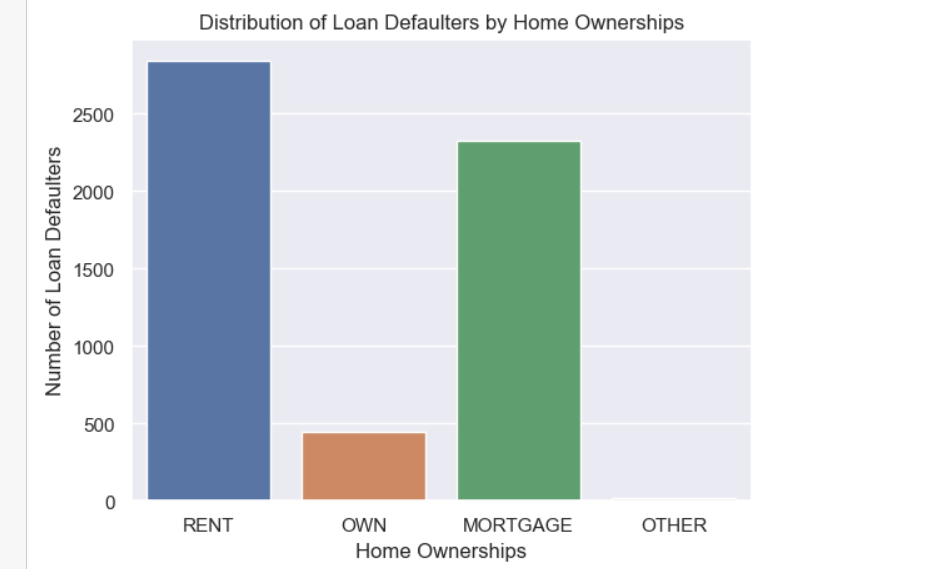 Distribution of Loan Defaulters by Home Ownerships
Number of Loan Defaulters
2500
2000
1500
1000
500
0
RENT OWN MORTGAGE OTHER
Home Ownerships